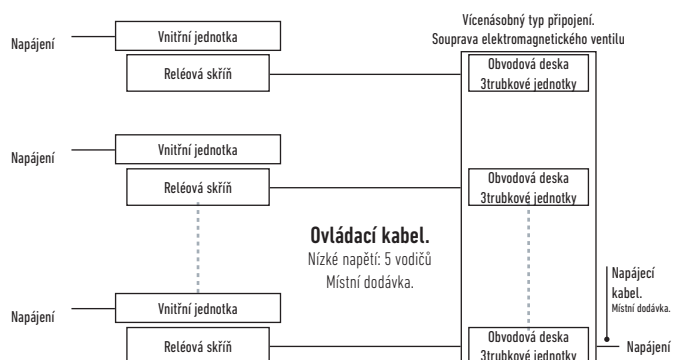 Vícenásobný typ připojení.
Souprava elektromagnetického ventilu
Napájení
Vnitřní jednotka
Reléová skříň
Obvodová deska
3trubkové jednotky
Napájení
Vnitřní jednotka
Reléová skříň
Obvodová deska
3trubkové jednotky
Ovládací kabel.
Nízké napětí: 5 vodičů
Místní dodávka.
Napájecí
kabel.
Místní dodávka.
Napájení
Vnitřní jednotka
Reléová skříň
Obvodová deska
3trubkové jednotky
Napájení